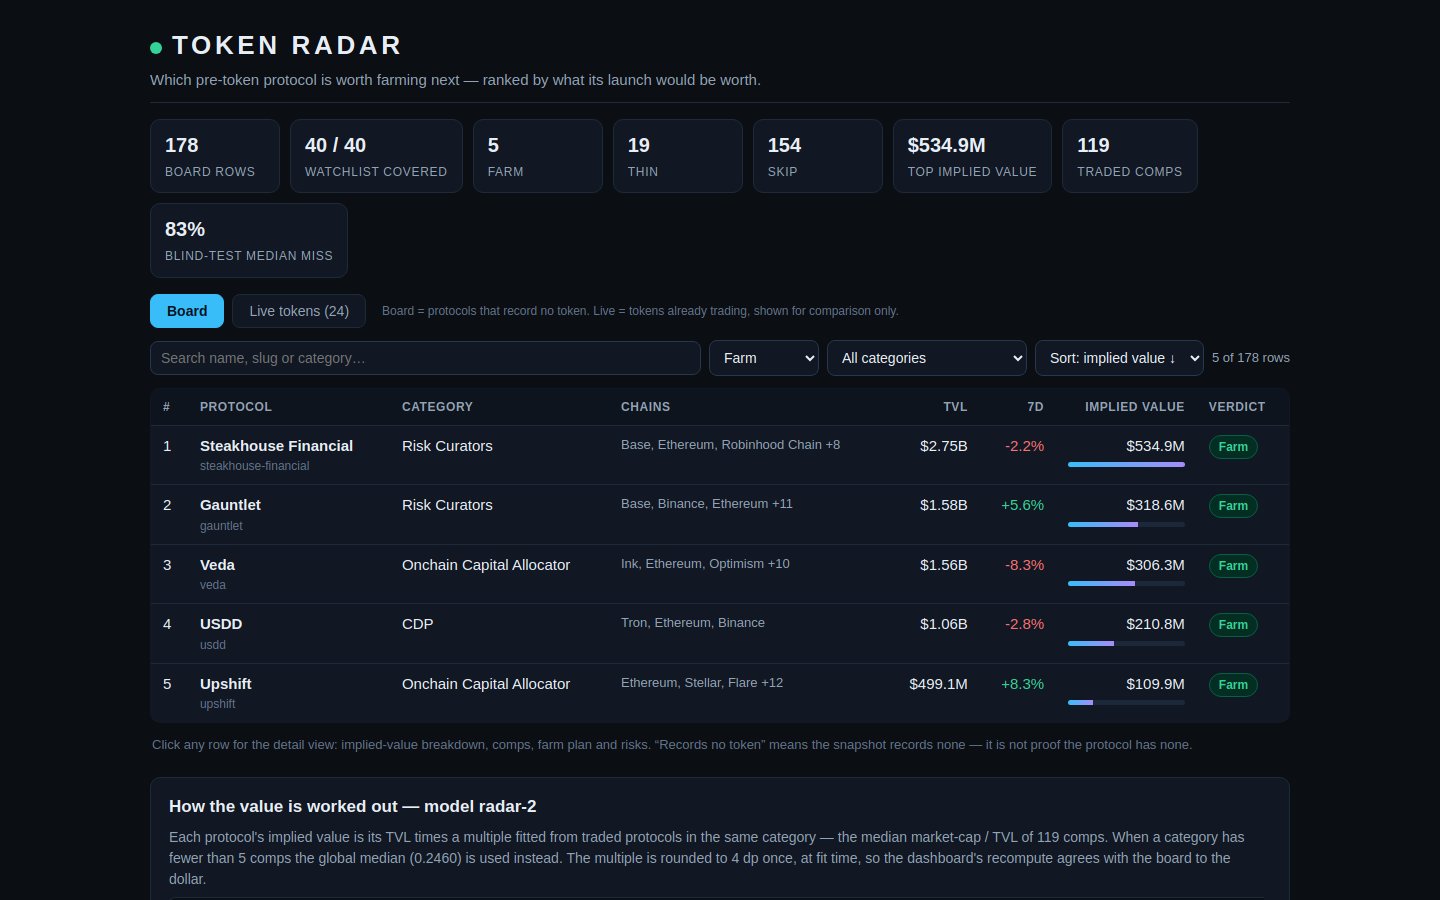 TOKEN RADAR
Which pre-token protocol is worth farming next — ranked by what its launch would be worth.
178
BOARD ROWS
40 / 40
WATCHLIST COVERED
5
FARM
19
THIN
154
SKIP
$534.9M
TOP IMPLIED VALUE
119
TRADED COMPS
83%
BLIND-TEST MEDIAN MISS
Board Live tokens (24) Board = protocols that record no token. Live = tokens already trading, shown for comparison only.
Search name, slug or category… Farm All categories Sort: implied value ↓ 5 of 178 rows
# PROTOCOL CATEGORY CHAINS TVL 7D IMPLIED VALUE VERDICT
1 Steakhouse Financial Risk Curators Base, Ethereum, Robinhood Chain +8 $2.75B -2.2% $534.9M Farm
steakhouse-financial
2 Gauntlet Risk Curators Base, Binance, Ethereum +11 $1.58B +5.6% $318.6M Farm
gauntlet
3 Veda Onchain Capital Allocator Ink, Ethereum, Optimism +10 $1.56B -8.3% $306.3M Farm
veda
4 USDD CDP Tron, Ethereum, Binance $1.06B -2.8% $210.8M Farm
usdd
5 Upshift Onchain Capital Allocator Ethereum, Stellar, Flare +12 $499.1M +8.3% $109.9M Farm
upshift
Click any row for the detail view: implied-value breakdown, comps, farm plan and risks. “Records no token” means the snapshot records none — it is not proof the protocol has none.
How the value is worked out — model radar-2
Each protocol's implied value is its TVL times a multiple fitted from traded protocols in the same category — the median market-cap / TVL of 119 comps. When a category has
fewer than 5 comps the global median (0.2460) is used instead. The multiple is rounded to 4 dp once, at fit time, so the dashboard's recompute agrees with the board to the
dollar.